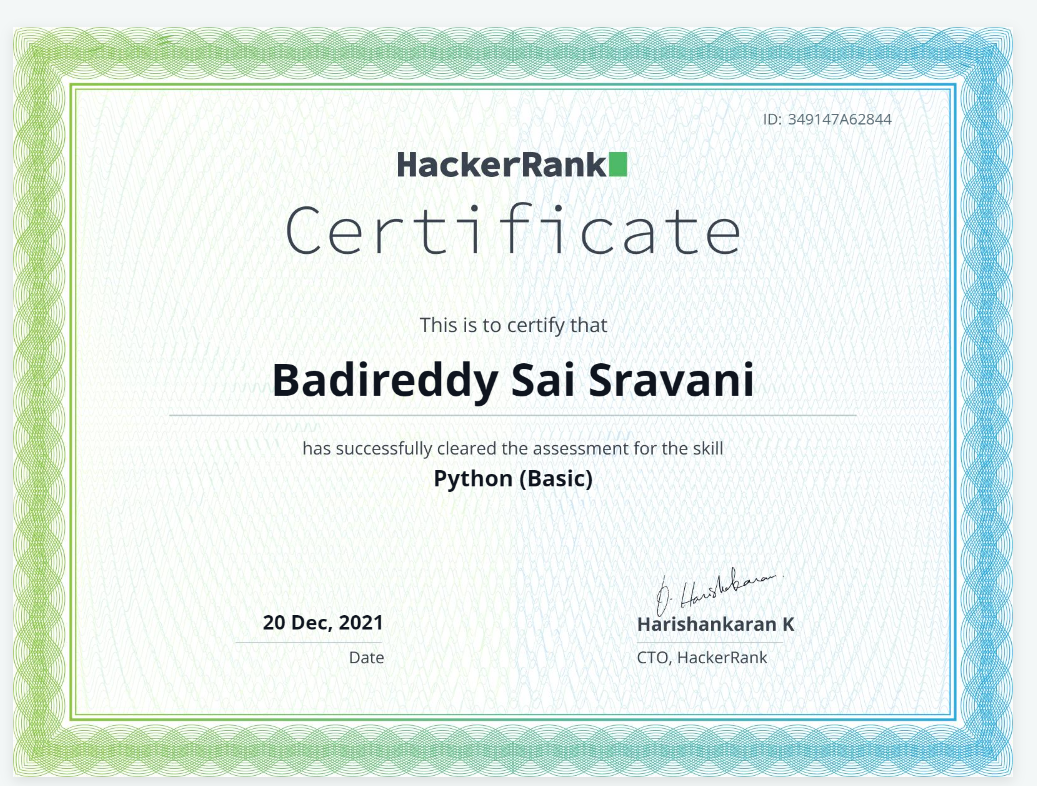 ID: 349147A62844
HackerRank
Certificate
This is to certify that
Badireddy Sai Sravani
has successfully cleared the assessment for the skill
Python (Basic)
D. Harishankaran
20 Dec, 2021
Harishankaran K
Date
CTO, HackerRank